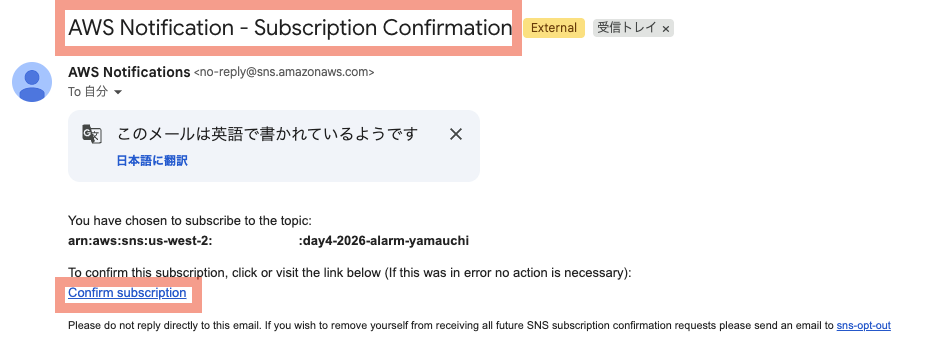 AWS Notification - Subscription Confirmation External 受信トレイ ×
AWS Notifications <no-reply@sns.amazonaws.com>
To 自分
このメールは英語で書かれているようです
日本語に翻訳
You have chosen to subscribe to the topic:
arn:aws:sns:us-west-2: :day4-2026-alarm-yamauchi
To confirm this subscription, click or visit the link below (If this was in error no action is necessary):
Confirm subscription
Please do not reply directly to this email. If you wish to remove yourself from receiving all future SNS subscription confirmation requests please send an email to sns-opt-out